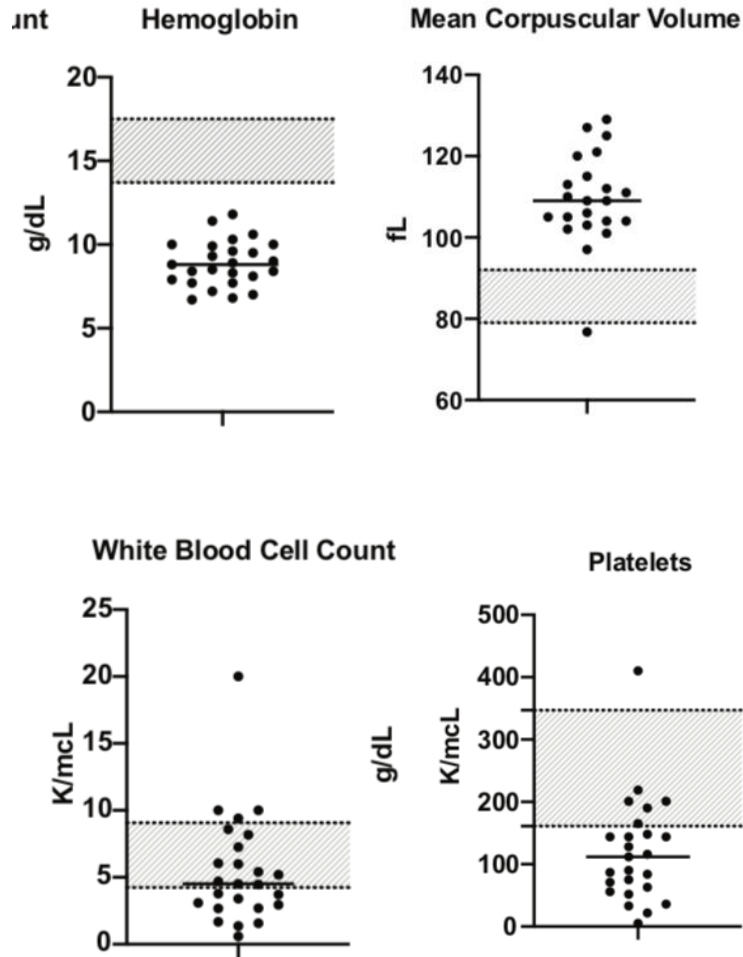 unt
Hemoglobin
20
15
10
5
0
g/dL
Mean Corpuscular Volume
140
120
100
80
60
fL
White Blood Cell Count
25
20
15
10
5
0
K/mcL
g/dL
Platelets
500
400
300
200
100
0
K/mcL